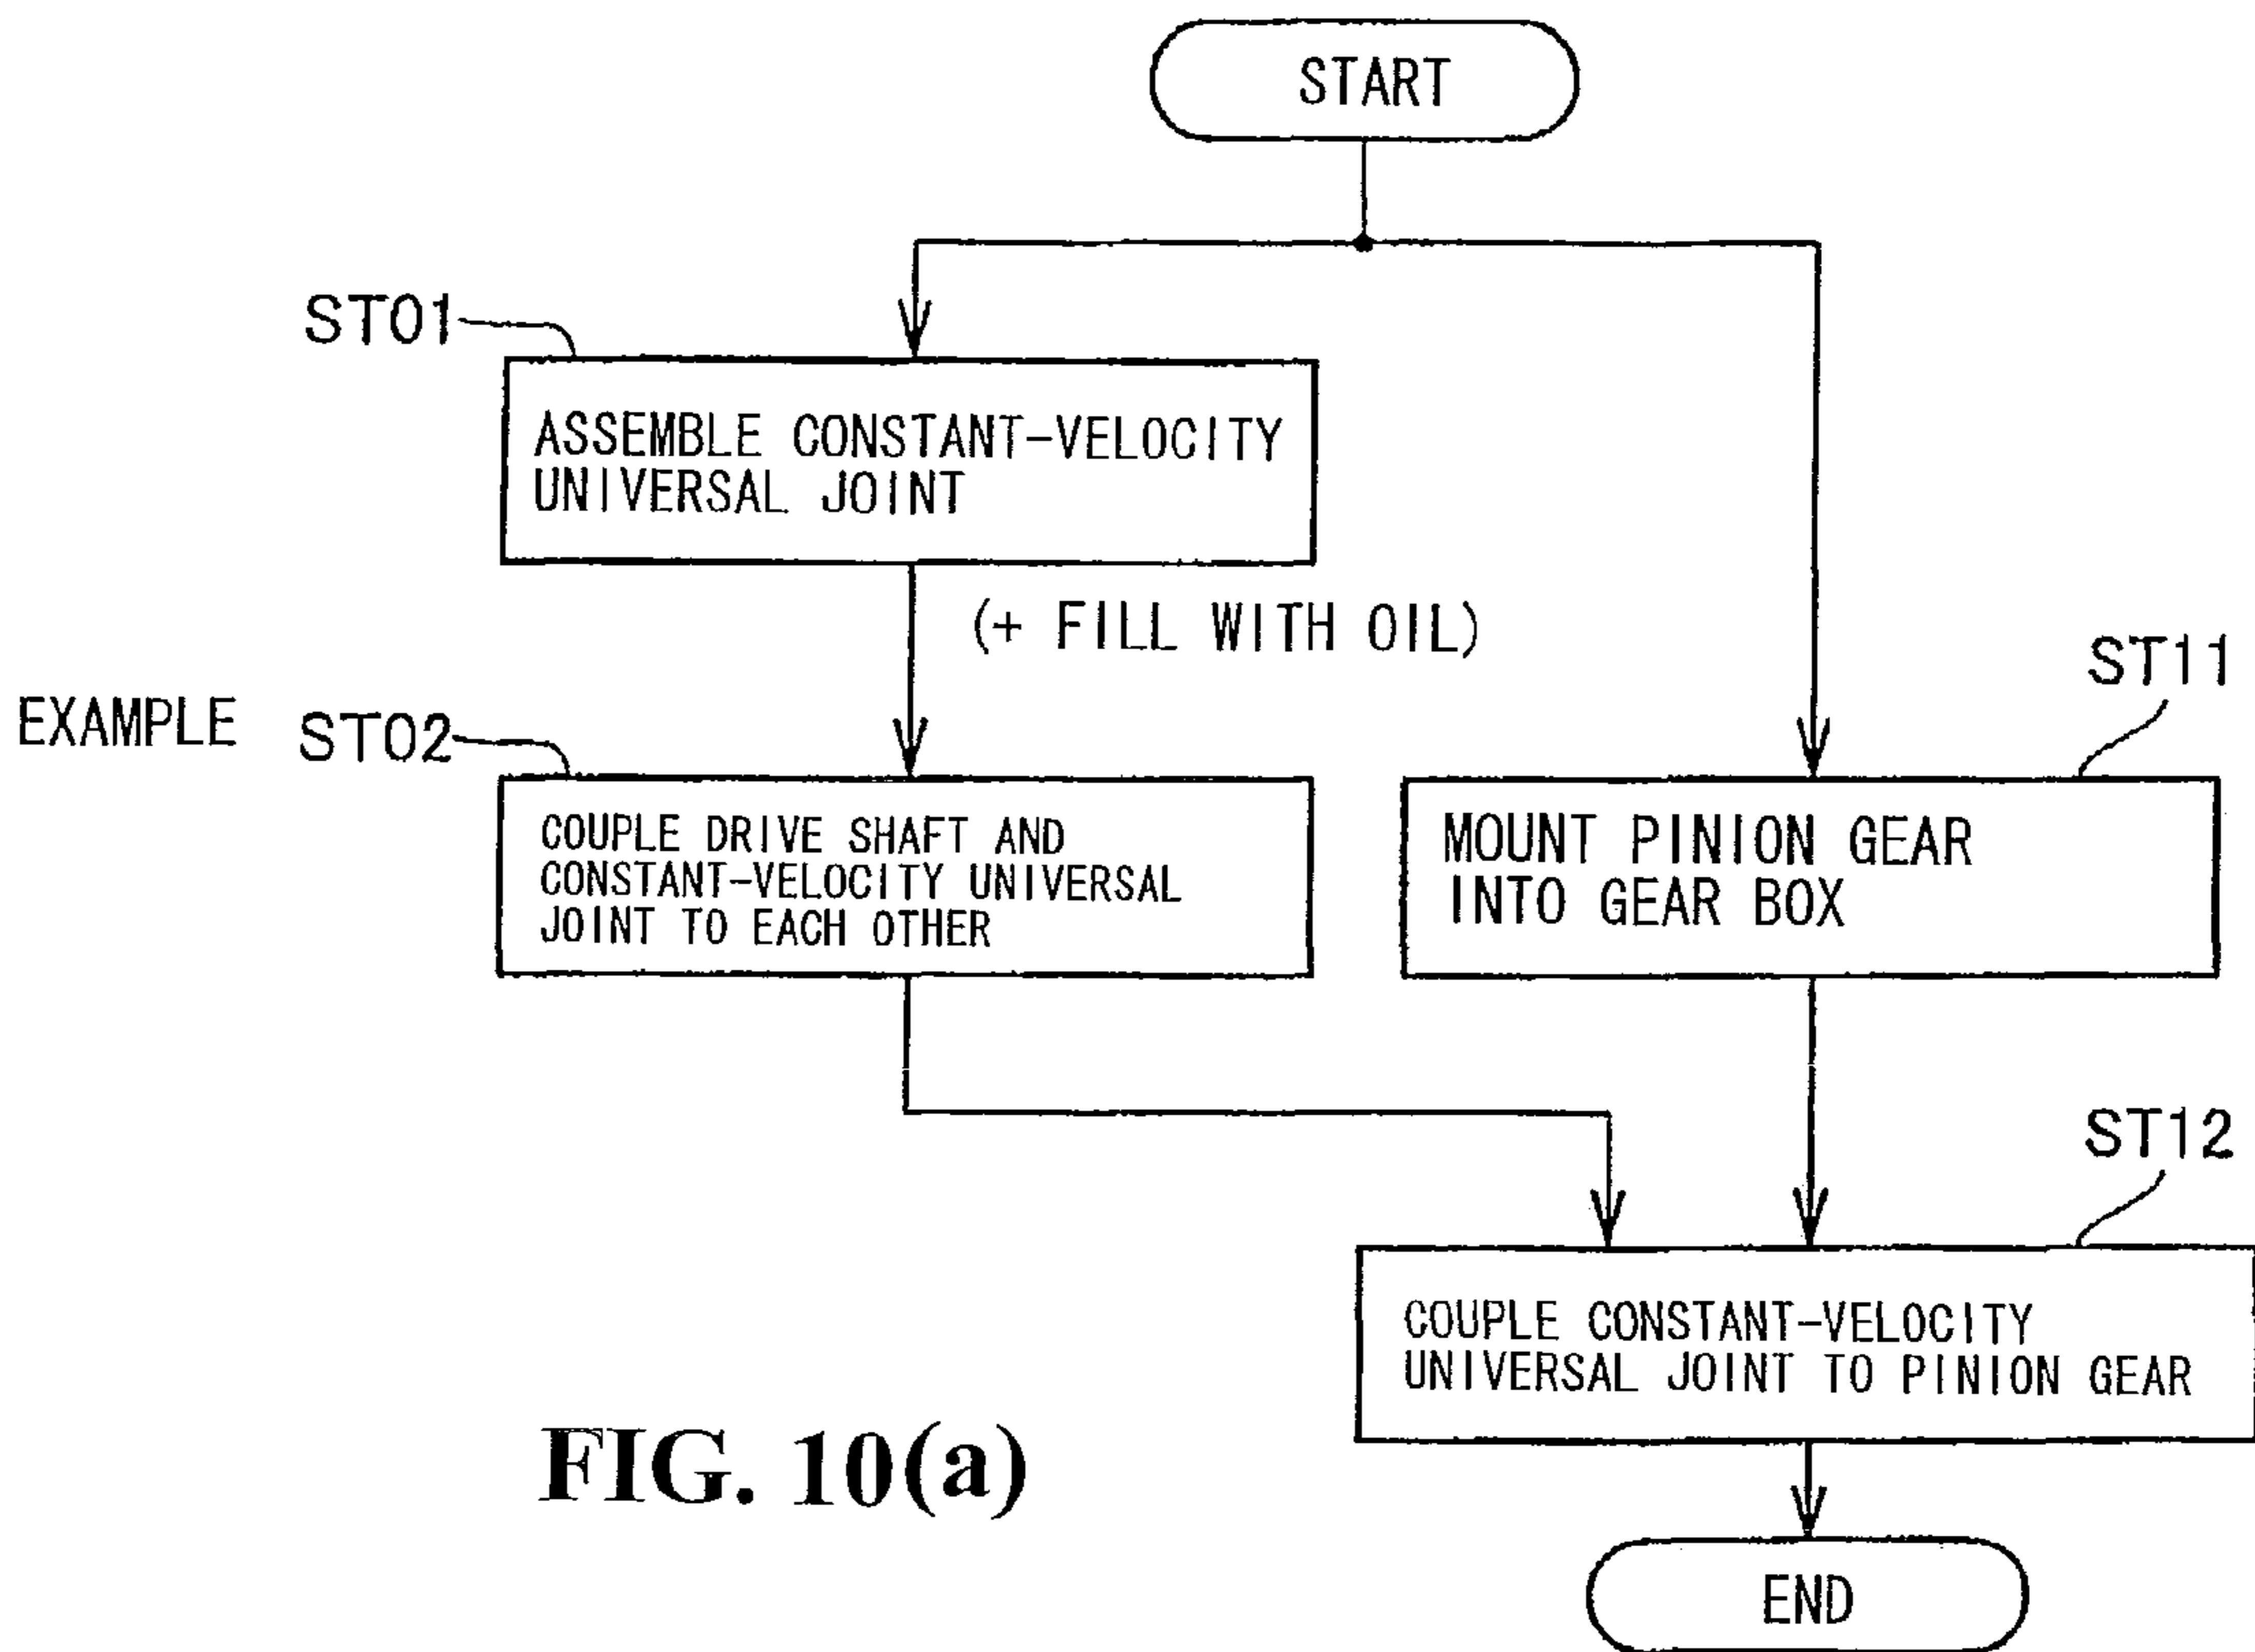 START
ST01
ASSEMBLE CONSTANT-VELOCITY
UNIVERSAL JOINT
(+ FILL WITH OIL)
ST11
EXAMPLE
ST02
COUPLE DRIVE SHAFT AND
CONSTANT-VELOCITY UNIVERSAL
JOINT TO EACH OTHER
MOUNT PINION GEAR
INTO GEAR BOX
ST12
COUPLE CONSTANT-VELOCITY
UNIVERSAL JOINT TO PINION GEAR
FIG. 10(a)
END